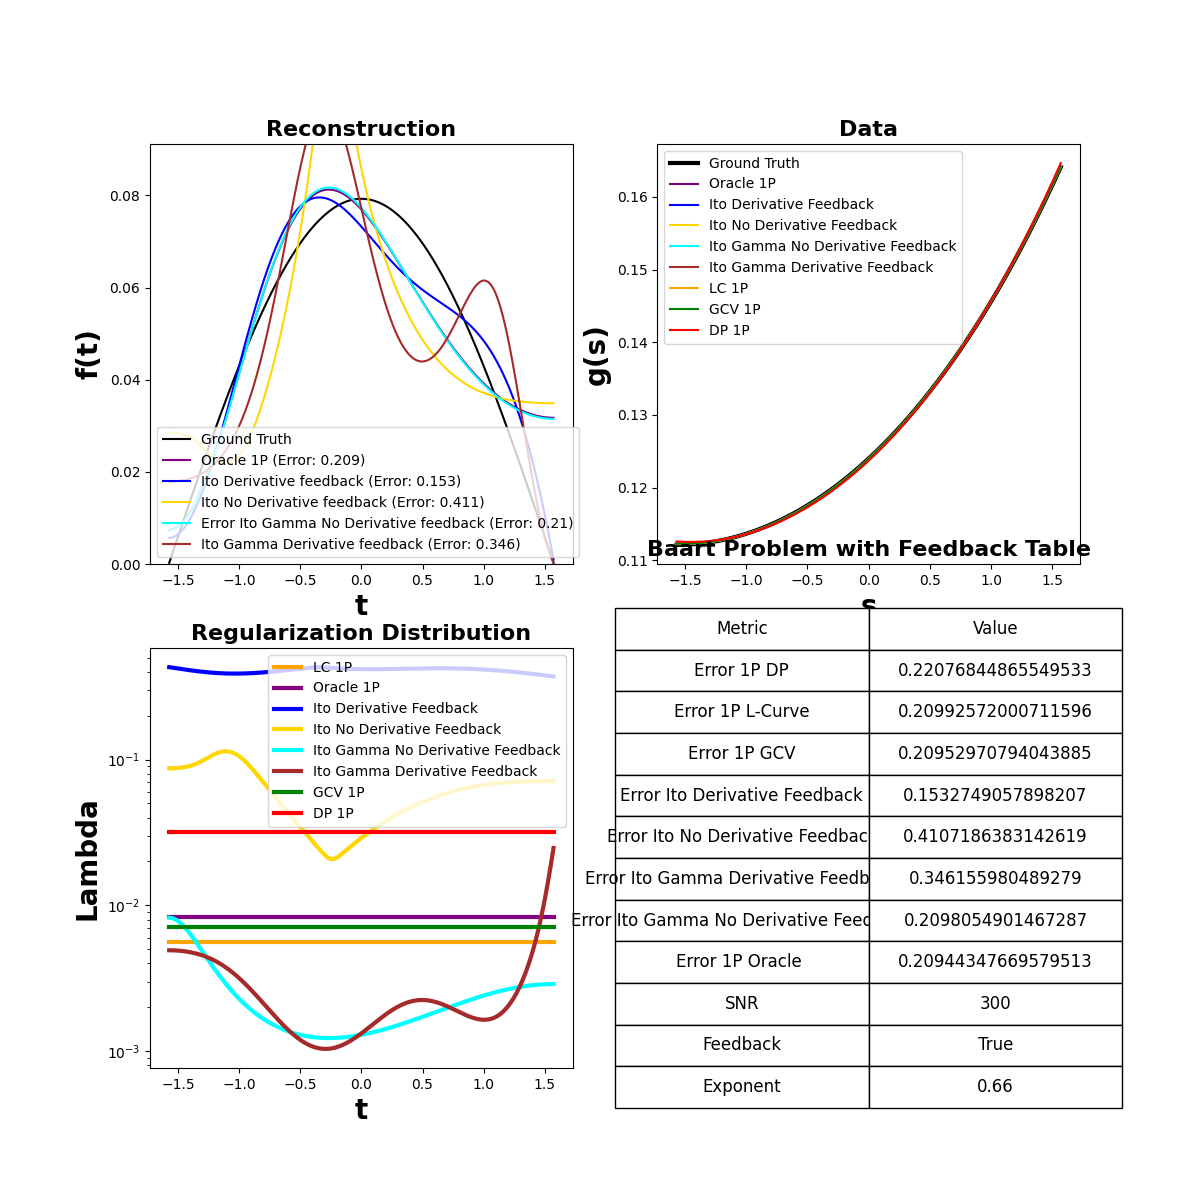 Reconstruction
f(t)
0.08
0.06
0.04
0.02
0.00
Ground Truth
Oracle 1P (Error: 0.209)
Ito Derivative feedback (Error: 0.153)
Ito No Derivative feedback (Error: 0.411)
Error Ito Gamma No Derivative feedback (Error: 0.21)
Ito Gamma Derivative feedback (Error: 0.346)
−1.5 −1.0 −0.5 0.0 0.5 1.0 1.5
t
Data
g(s)
0.16
0.15
0.14
0.13
0.12
0.11
Ground Truth
Oracle 1P
Ito Derivative Feedback
Ito No Derivative Feedback
Ito Gamma No Derivative Feedback
Ito Gamma Derivative Feedback
LC 1P
GCV 1P
DP 1P
−1.5 −1.0 −0.5 0.0 0.5 1.0 1.5
s
Regularization Distribution
Lambda
10−1
10−2
10−3
LC 1P
Oracle 1P
Ito Derivative Feedback
Ito No Derivative Feedback
Ito Gamma No Derivative Feedback
Ito Gamma Derivative Feedback
GCV 1P
DP 1P
−1.5 −1.0 −0.5 0.0 0.5 1.0 1.5
t
Baart Problem with Feedback Table
Metric Value
Error 1P DP 0.22076844865549533
Error 1P L-Curve 0.20992572000711596
Error 1P GCV 0.20952970794043885
Error Ito Derivative Feedback 0.1532749057898207
Error Ito No Derivative Feedbac 0.4107186383142619
Error Ito Gamma Derivative Feedb 0.346155980489279
Error Ito Gamma No Derivative Feed 0.2098054901467287
Error 1P Oracle 0.20944347669579513
SNR 300
Feedback True
Exponent 0.66